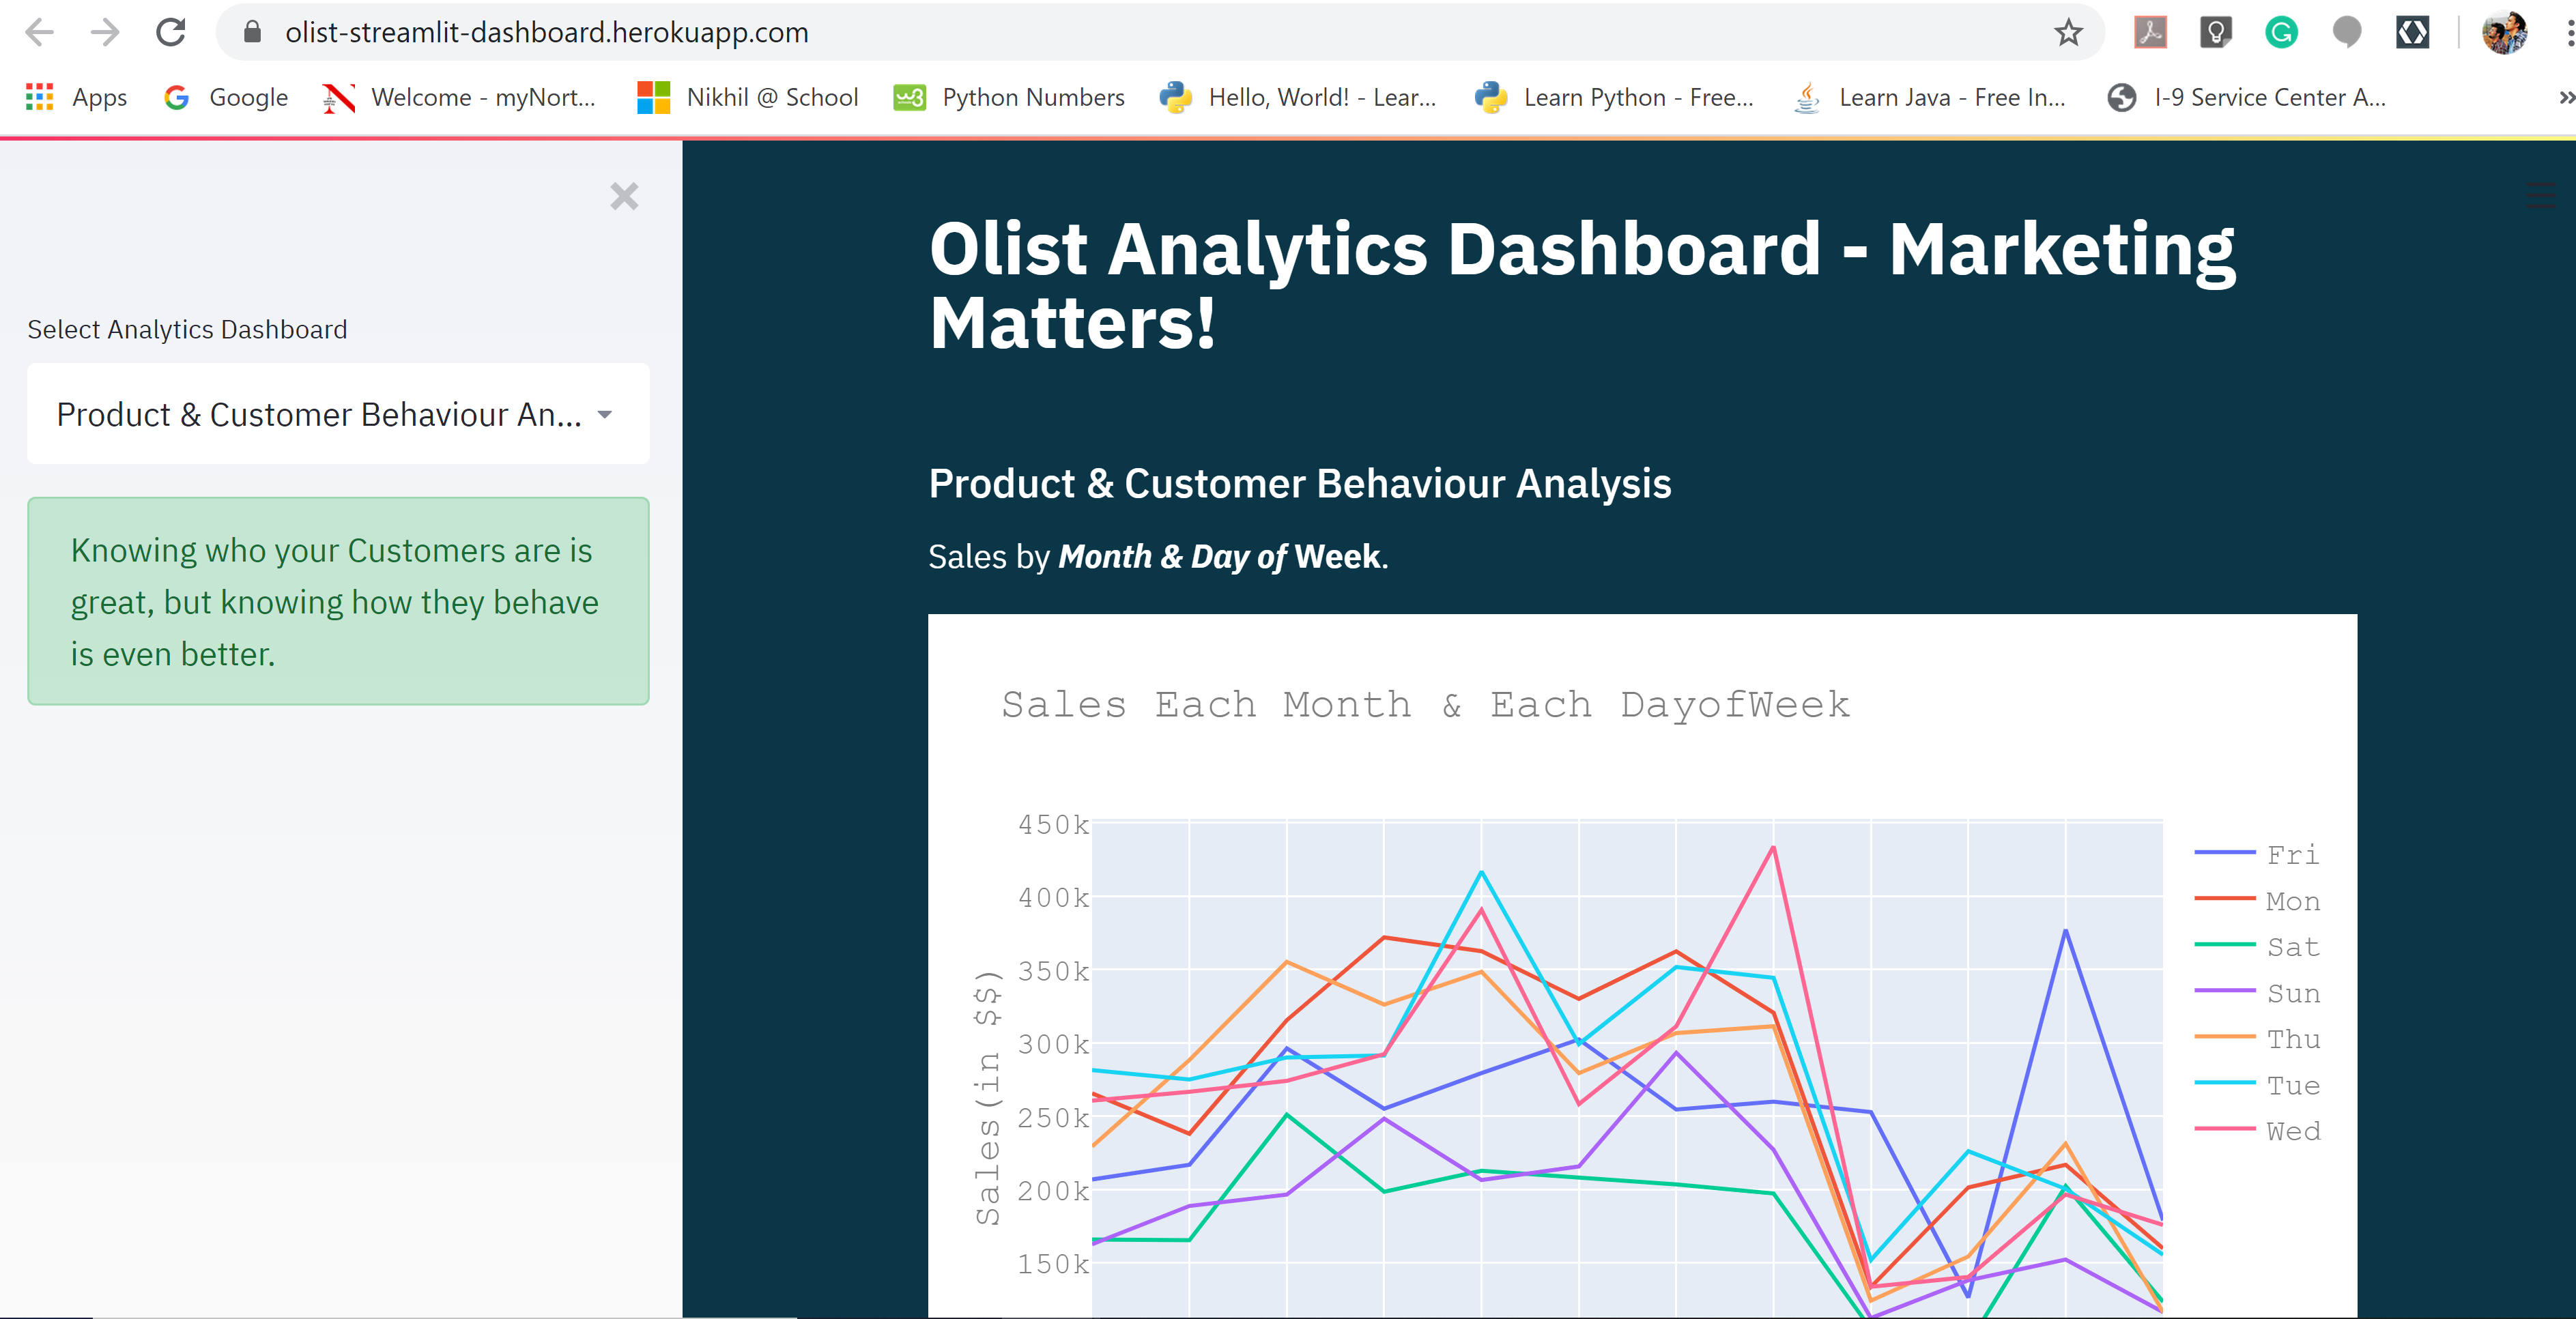 olist-streamlit-dashboard.herokuapp.com
Apps
Google
Welcome - myNort...
Nikhil @ School
Python Numbers
Hello, World! - Lear...
Learn Python - Free...
Learn Java - Free In...
I-9 Service Center A...
Select Analytics Dashboard
Product & Customer Behaviour An...
Knowing who your Customers are is
great, but knowing how they behave
is even better.
Olist Analytics Dashboard - Marketing
Matters!
Product & Customer Behaviour Analysis
Sales by Month & Day of Week.
Sales Each Month & Each DayofWeek
Sales(in $$)
450k
400k
350k
300k
250k
200k
150k
Fri
Mon
Sat
Sun
Thu
Tue
Wed